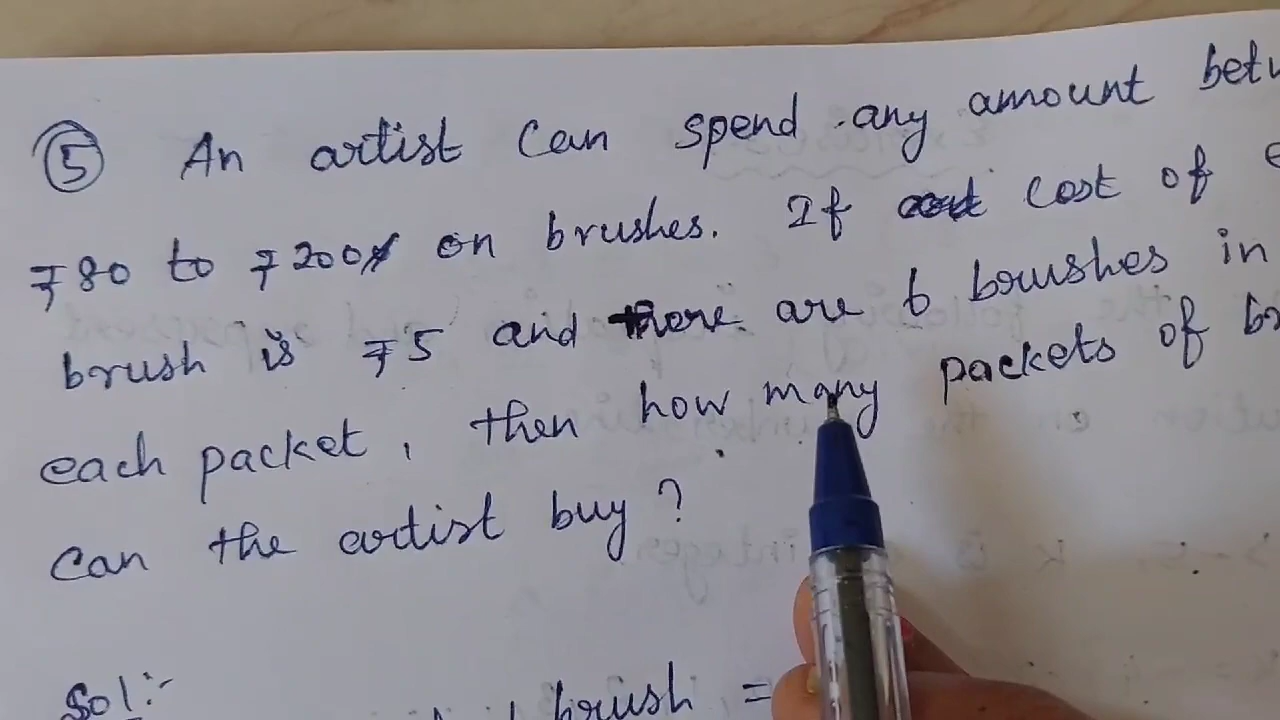 ⑤ An artist can spend any amount betw
₹80 to ₹200 on brushes. If cost of e
brush is ₹5 and there are 6 brushes in
each packet, then how many packets of br
can the artist buy?
Sol:-
brush =